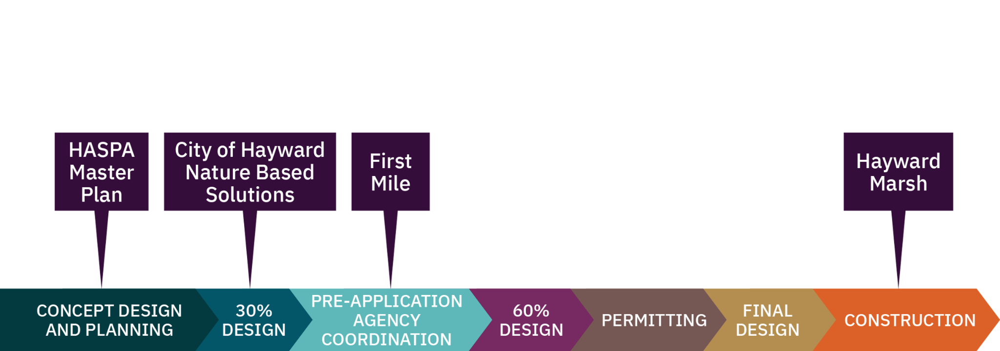 HASPA
Master
Plan
City of Hayward
Nature Based
Solutions
First
Mile
Hayward
Marsh
CONCEPT DESIGN
AND PLANNING
30%
DESIGN
PRE-APPLICATION
AGENCY
COORDINATION
60%
DESIGN
PERMITTING
FINAL
DESIGN
CONSTRUCTION